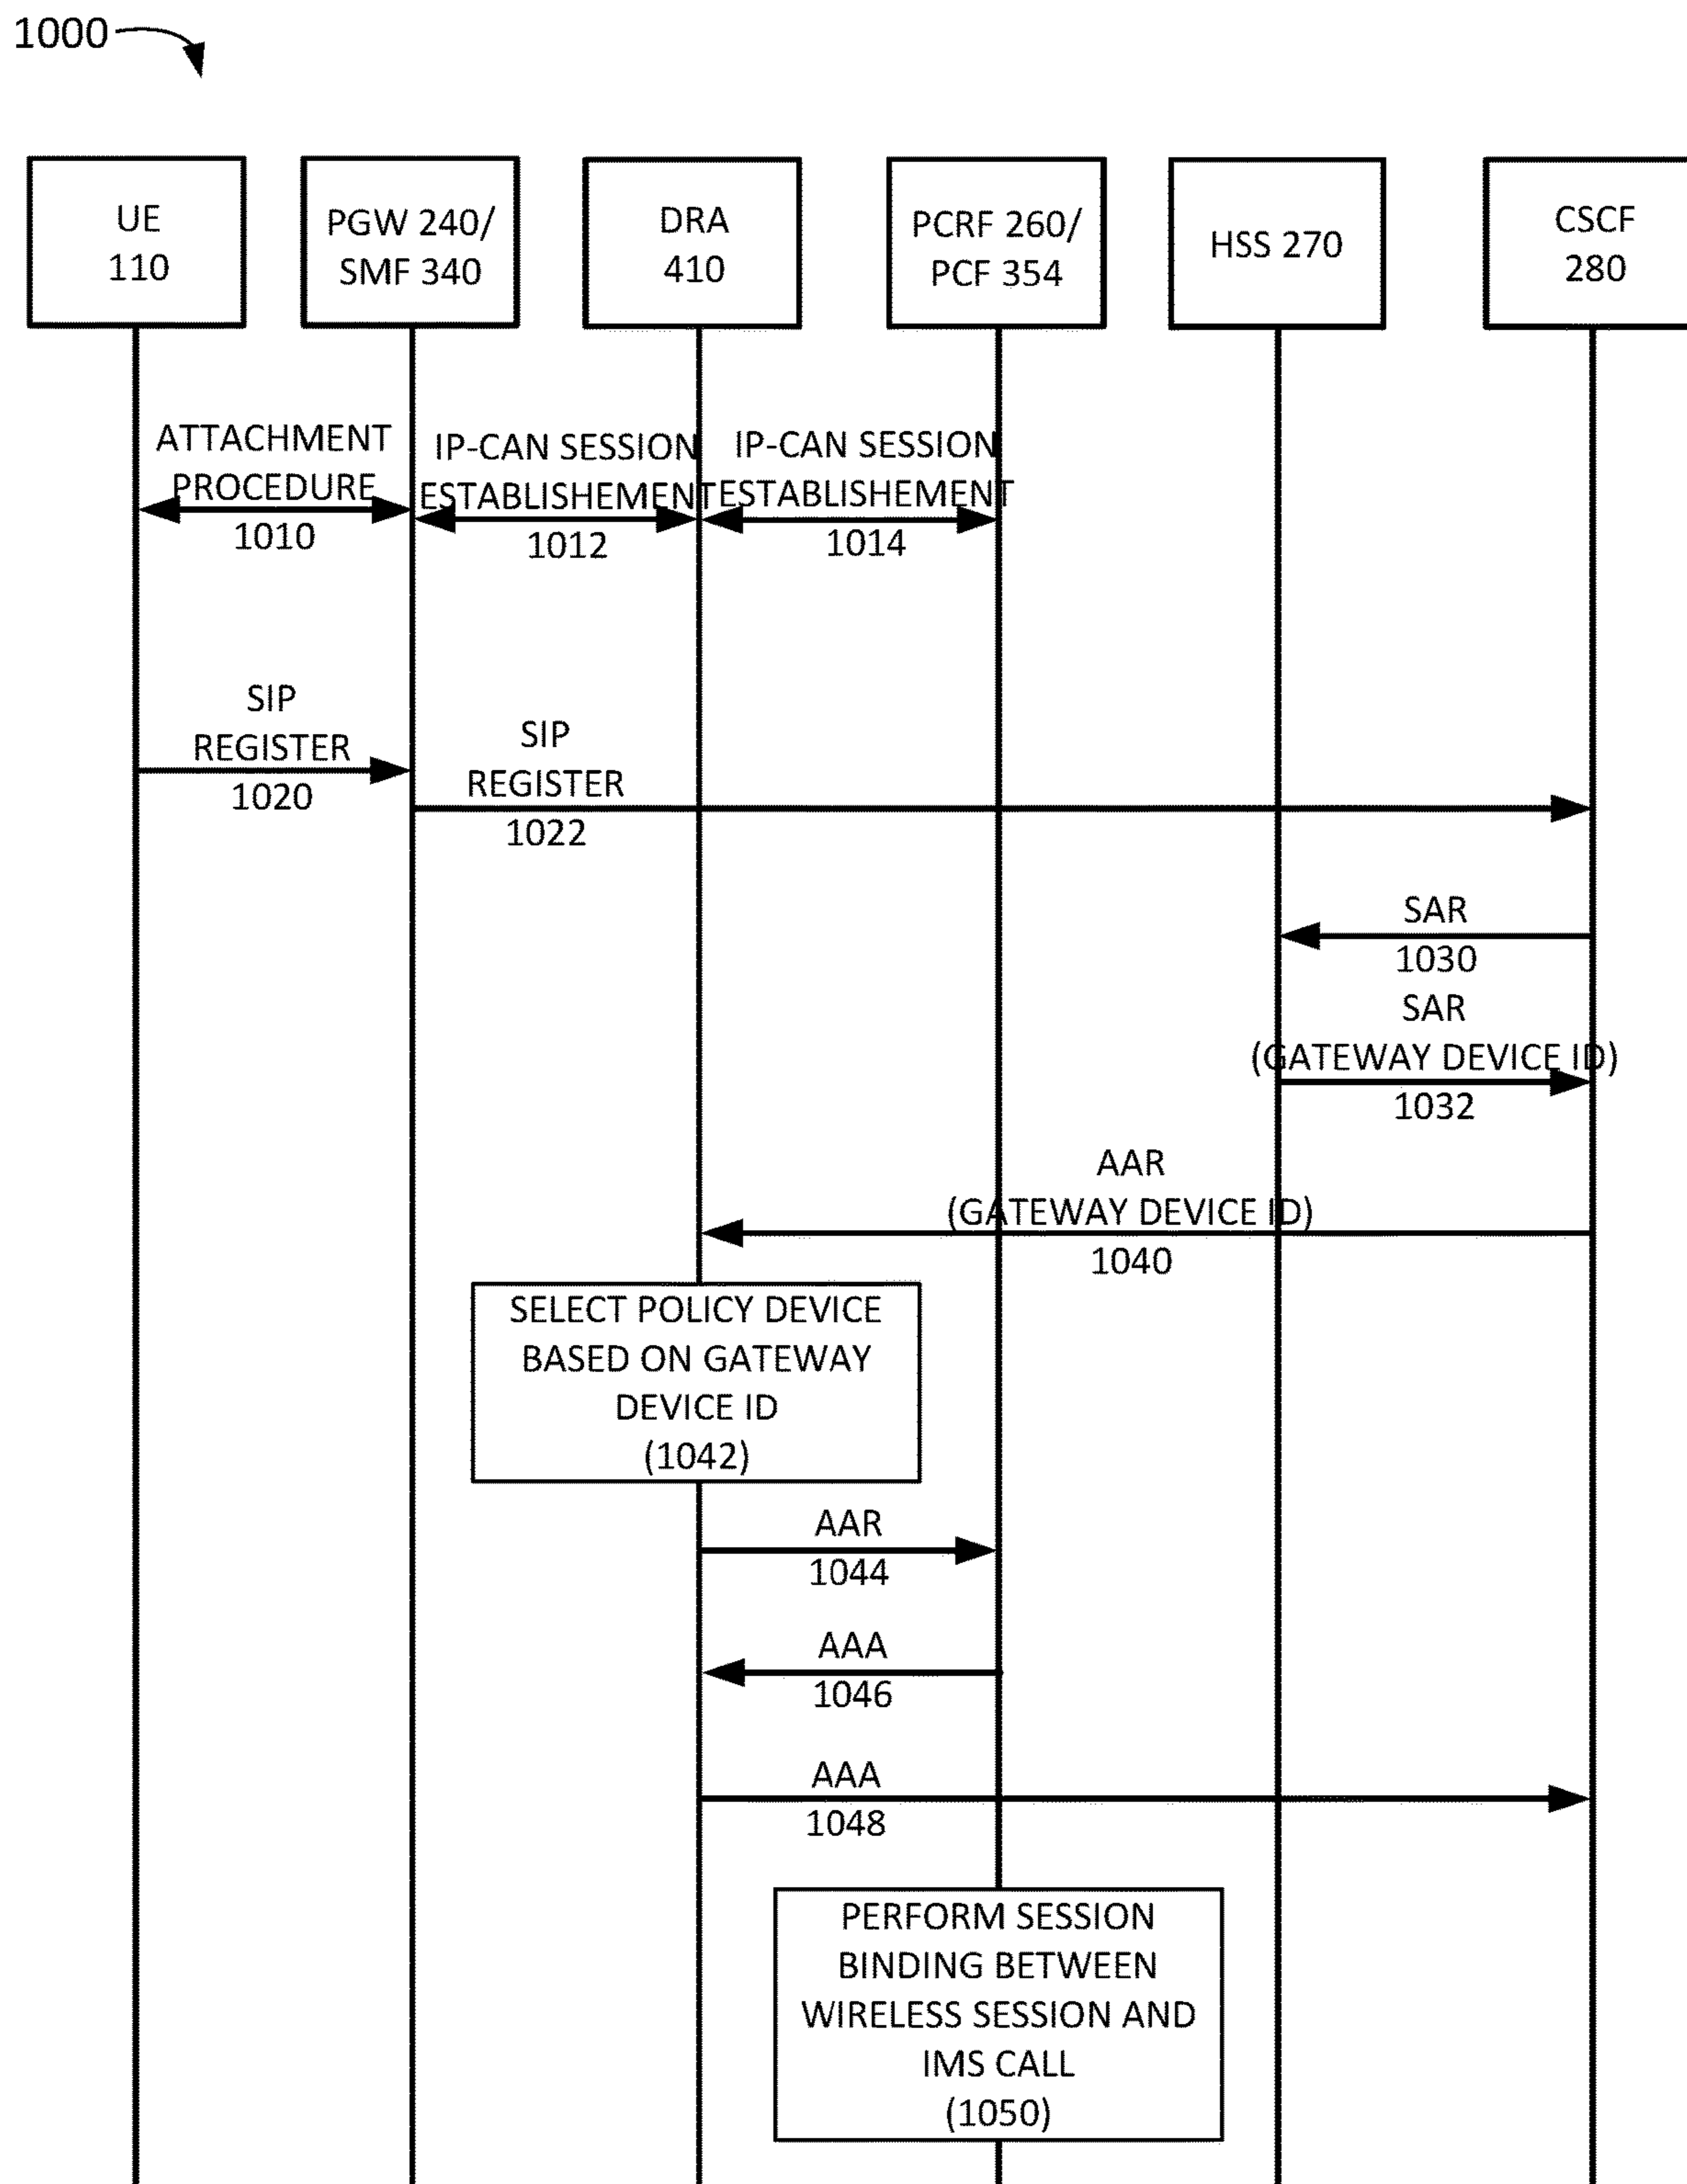 1000
UE
110
PGW 240/
SMF 340
DRA
410
PCRF 260/
PCF 354
HSS 270
CSCF
280
ATTACHMENT
PROCEDURE
1010
IP-CAN SESSION
ESTABLISHEMENT
1012
IP-CAN SESSION
ESTABLISHEMENT
1014
SIP
REGISTER
1020
SIP
REGISTER
1022
SAR
1030
SAR
(GATEWAY DEVICE ID)
1032
AAR
(GATEWAY DEVICE ID)
1040
SELECT POLICY DEVICE
BASED ON GATEWAY
DEVICE ID
(1042)
AAR
1044
AAA
1046
AAA
1048
PERFORM SESSION
BINDING BETWEEN
WIRELESS SESSION AND
IMS CALL
(1050)